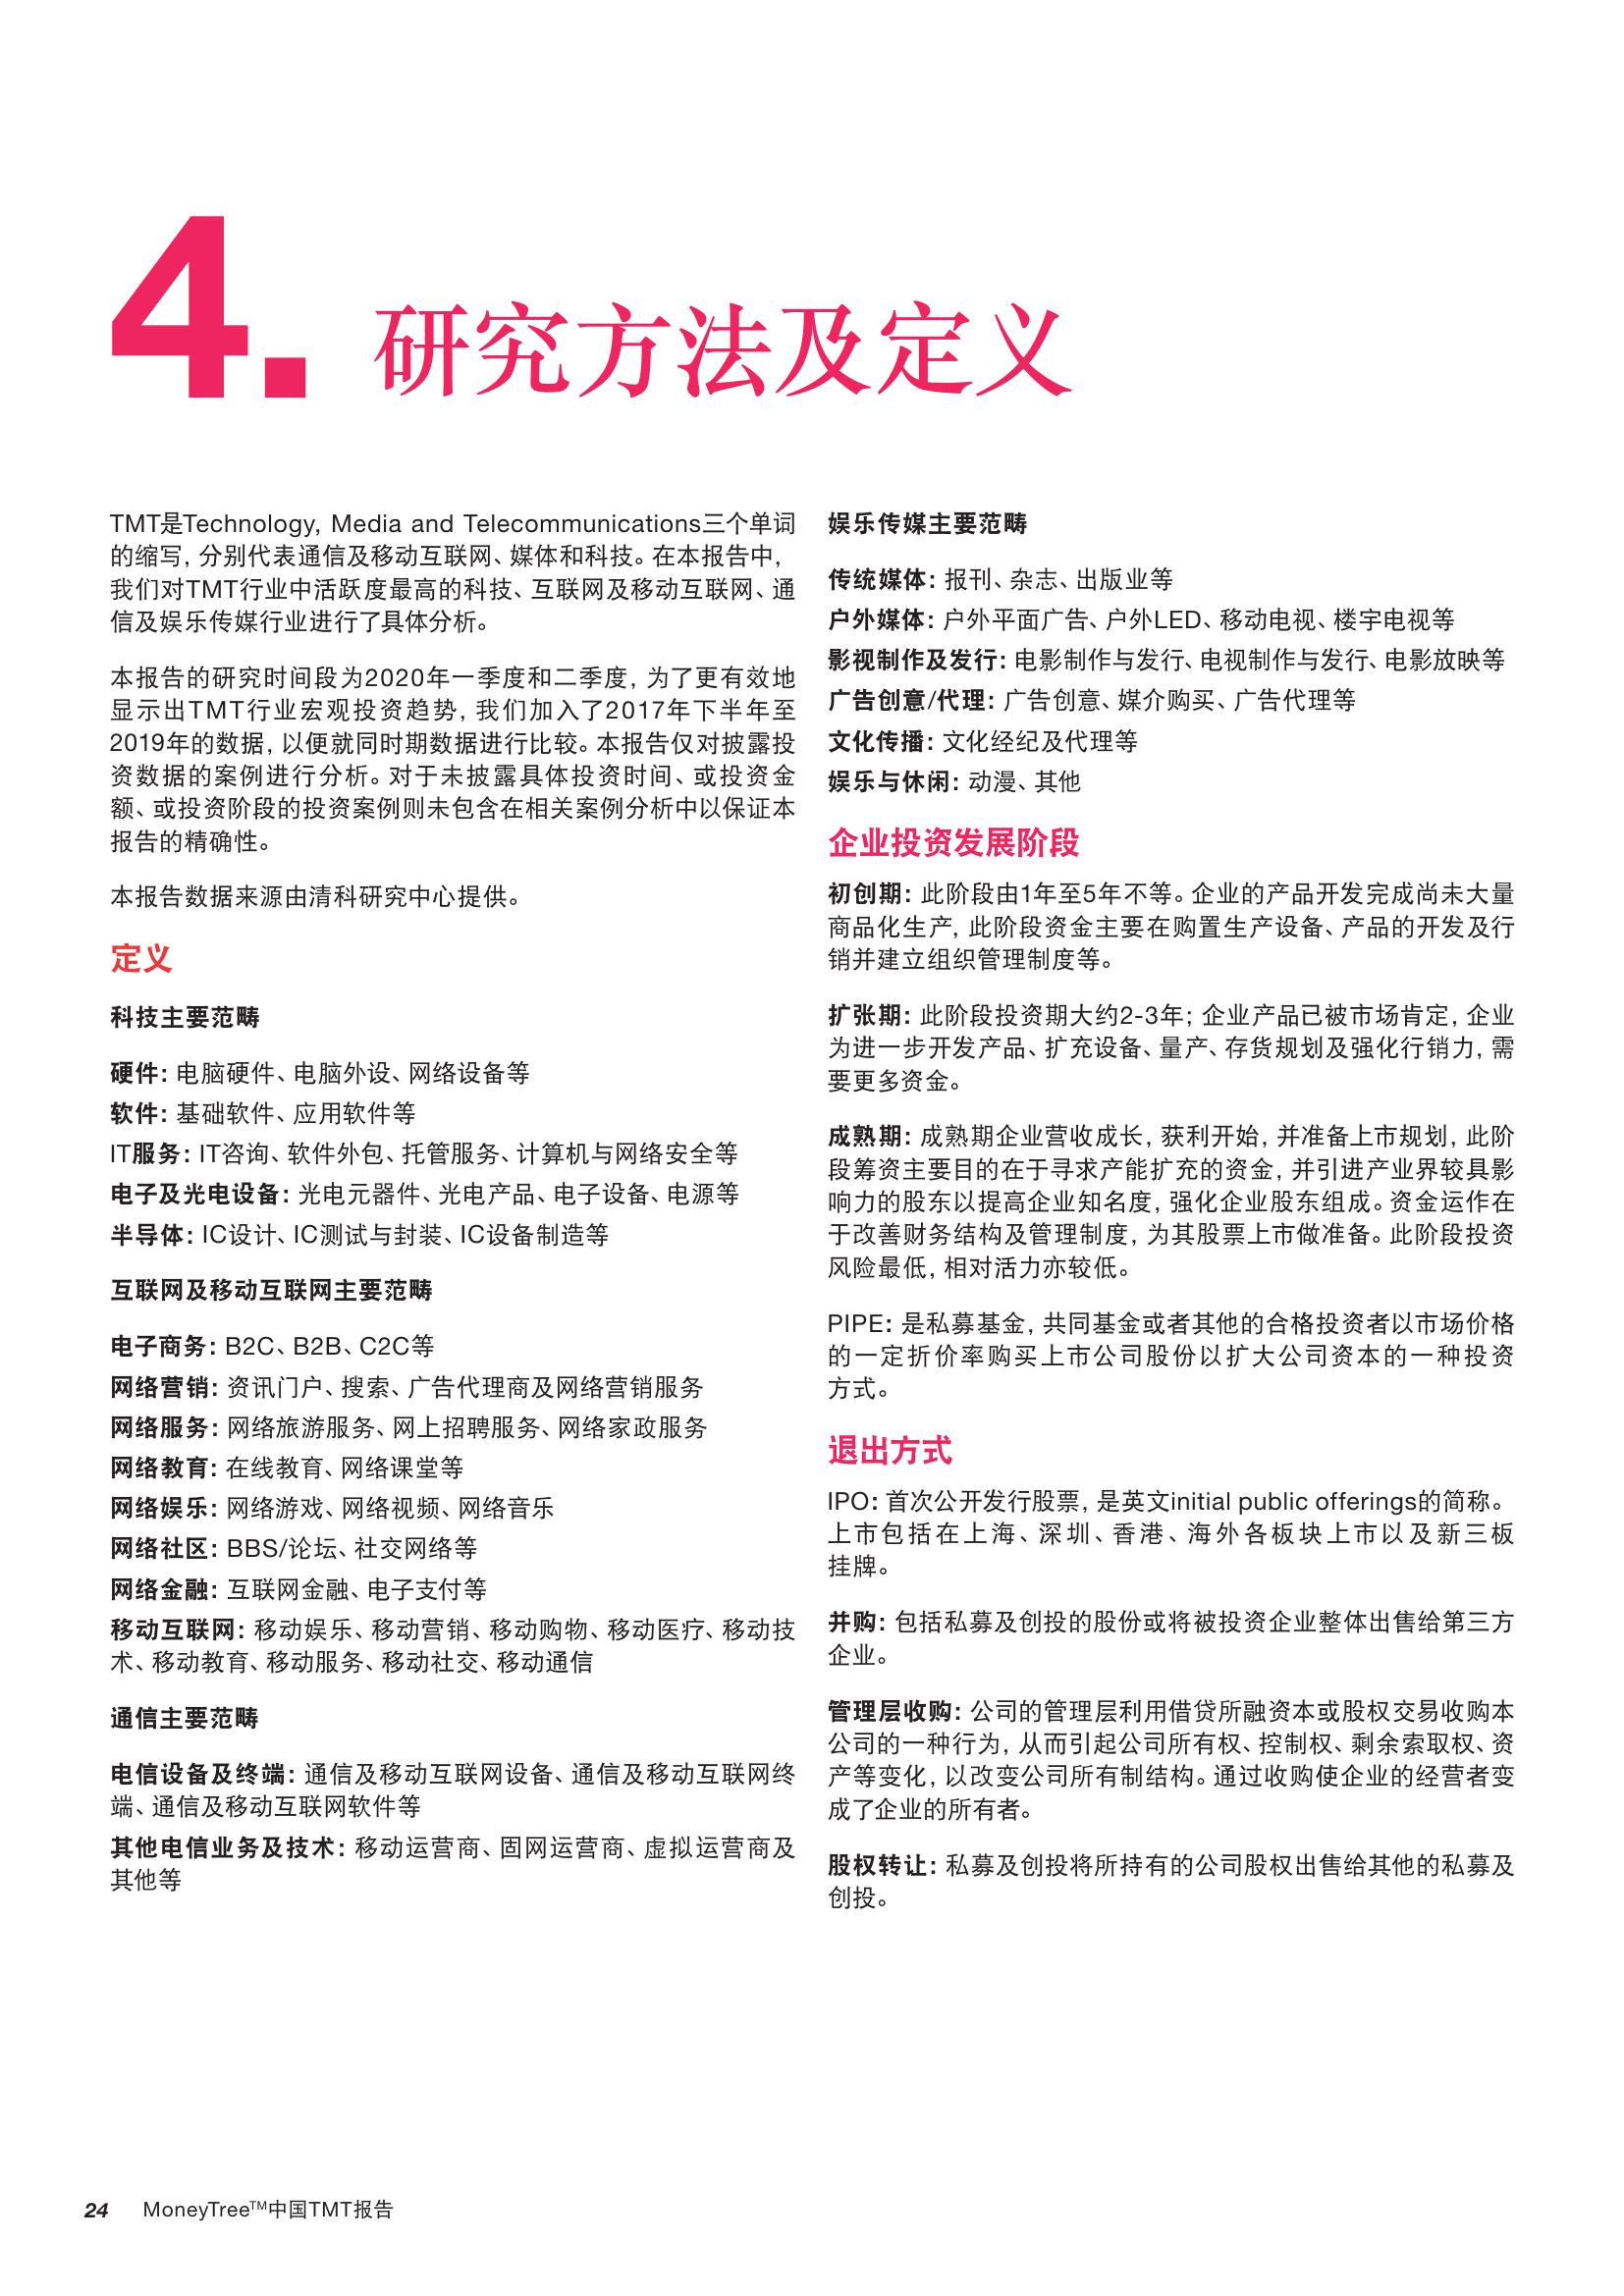 4. 研究方法及定义
TMT是Technology, Media and Telecommunications三个单词
的缩写，分别代表通信及移动互联网、媒体和科技。在本报告中，
我们对TMT行业中活跃度最高的科技、互联网及移动互联网、通
信及娱乐传媒行业进行了具体分析。
本报告的研究时间段为2020年一季度和二季度，为了更有效地
显示出TMT行业宏观投资趋势，我们加入了2017年下半年至
2019年的数据，以便就同时期数据进行比较。本报告仅对披露投
资数据的案例进行分析。对于未披露具体投资时间、或投资金
额、或投资阶段的投资案例则未包含在相关案例分析中以保证本
报告的精确性。
本报告数据来源由清科研究中心提供。
定义
科技主要范畴
硬件：电脑硬件、电脑外设、网络设备等
软件：基础软件、应用软件等
IT服务：IT咨询、软件外包、托管服务、计算机与网络安全等
电子及光电设备：光电元器件、光电产品、电子设备、电源等
半导体：IC设计、IC测试与封装、IC设备制造等
互联网及移动互联网主要范畴
电子商务：B2C、B2B、C2C等
网络营销：资讯门户、搜索、广告代理商及网络营销服务
网络服务：网络旅游服务、网上招聘服务、网络家政服务
网络教育：在线教育、网络课堂等
网络娱乐：网络游戏、网络视频、网络音乐
网络社区：BBS/论坛、社交网络等
网络金融：互联网金融、电子支付等
移动互联网：移动娱乐、移动营销、移动购物、移动医疗、移动技
术、移动教育、移动服务、移动社交、移动通信
通信主要范畴
电信设备及终端：通信及移动互联网设备、通信及移动互联网终
端、通信及移动互联网软件等
其他电信业务及技术：移动运营商、固网运营商、虚拟运营商及
其他等
娱乐传媒主要范畴
传统媒体：报刊、杂志、出版业等
户外媒体：户外平面广告、户外LED、移动电视、楼宇电视等
影视制作及发行：电影制作与发行、电视制作与发行、电影放映等
广告创意/代理：广告创意、媒介购买、广告代理等
文化传播：文化经纪及代理等
娱乐与休闲：动漫、其他
企业投资发展阶段
初创期：此阶段由1年至5年不等。企业的产品开发完成尚未大量
商品化生产，此阶段资金主要在购置生产设备、产品的开发及行
销并建立组织管理制度等。
扩张期：此阶段投资期大约2-3年；企业产品已被市场肯定，企业
为进一步开发产品、扩充设备、量产、存货规划及强化行销力，需
要更多资金。
成熟期：成熟期企业营收成长，获利开始，并准备上市规划，此阶
段筹资主要目的在于寻求产能扩充的资金，并引进产业界较具影
响力的股东以提高企业知名度，强化企业股东组成。资金运作在
于改善财务结构及管理制度，为其股票上市做准备。此阶段投资
风险最低，相对活力亦较低。
PIPE：是私募基金，共同基金或者其他的合格投资者以市场价格
的一定折价率购买上市公司股份以扩大公司资本的一种投资
方式。
退出方式
IPO：首次公开发行股票，是英文initial public offerings的简称。
上市包括在上海、深圳、香港、海外各板块上市以及新三板
挂牌。
并购：包括私募及创投的股份或将被投资企业整体出售给第三方
企业。
管理层收购：公司的管理层利用借贷所融资本或股权交易收购本
公司的一种行为，从而引起公司所有权、控制权、剩余索取权、资
产等变化，以改变公司所有制结构。通过收购使企业的经营者变
成了企业的所有者。
股权转让：私募及创投将所持有的公司股权出售给其他的私募及
创投。
24 MoneyTree™中国TMT报告